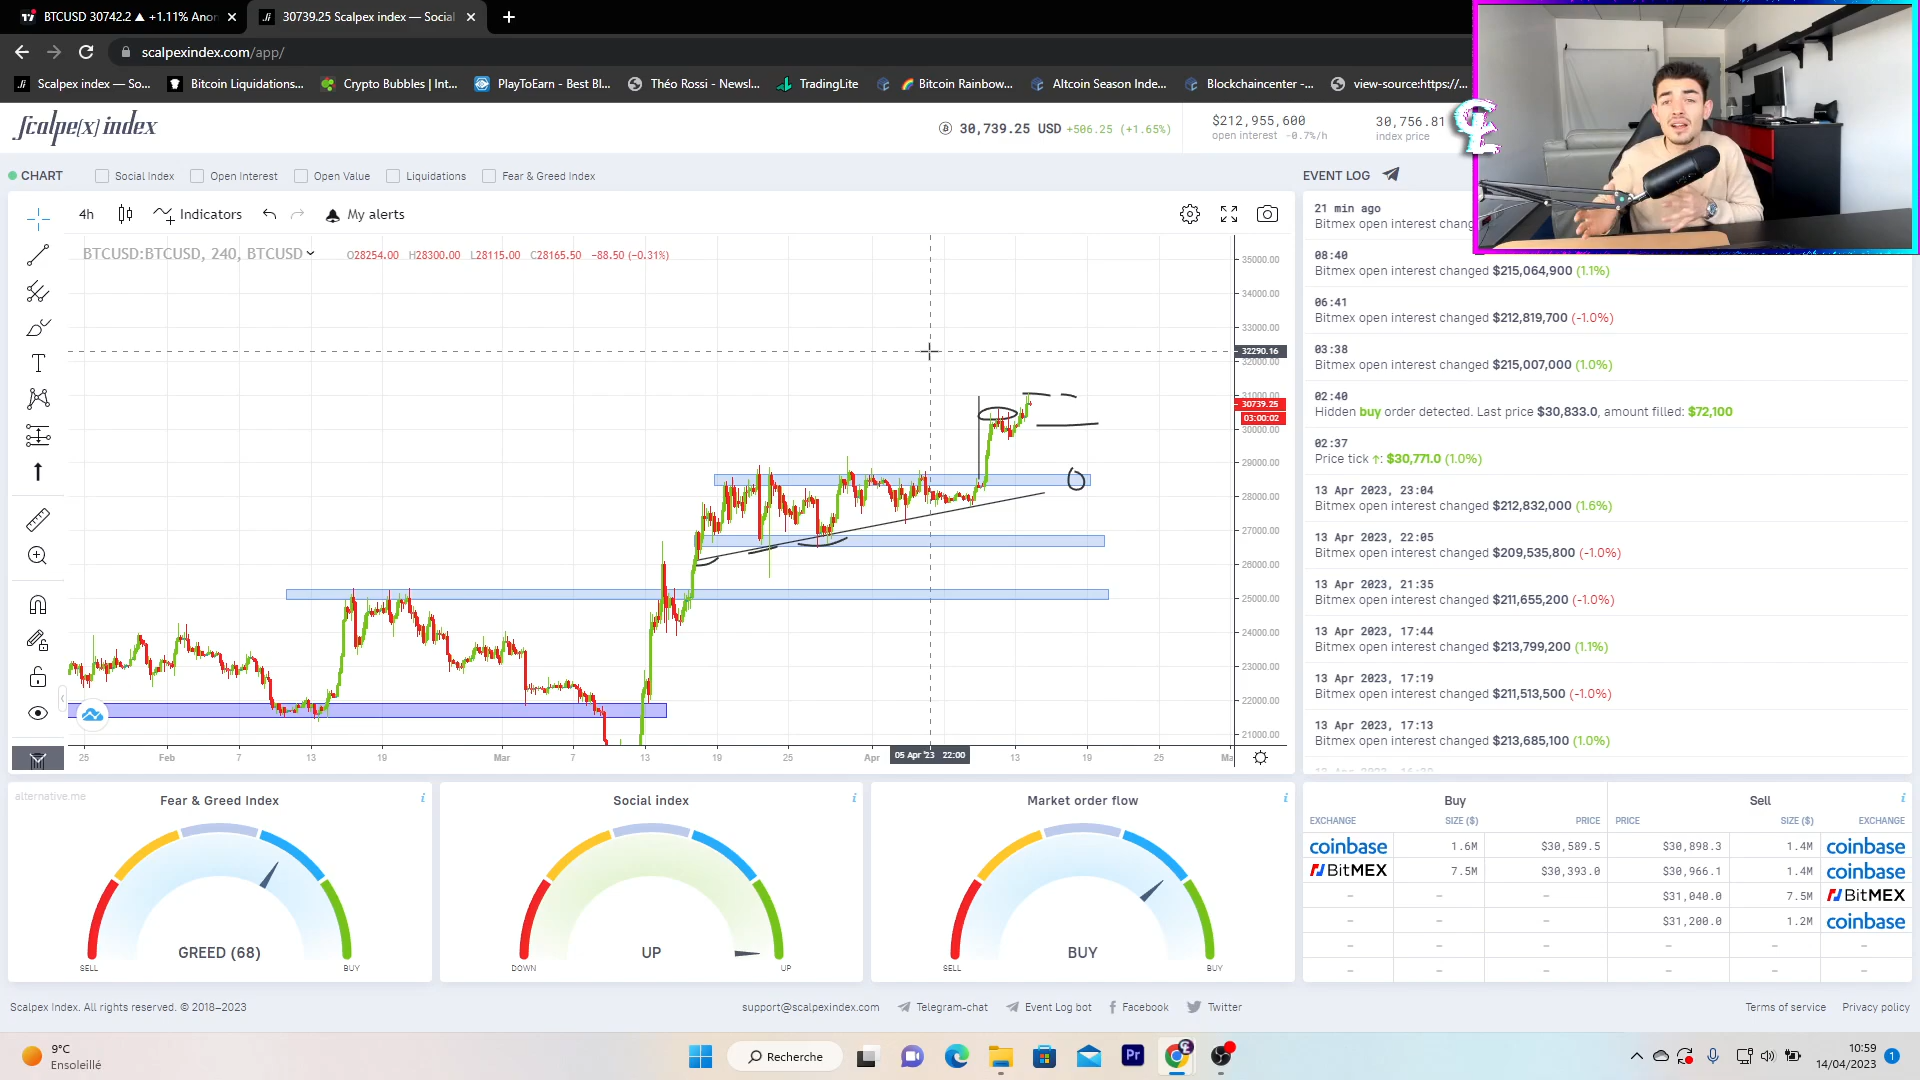 BTCUSD 30742.2 ▲ +1.11% Anon
30739.25 Scalpex index — Social
scalpexindex.com/app/
Scalpex index — So...
Bitcoin Liquidations...
Crypto Bubbles | Int...
PlayToEarn - Best Bl...
Théo Rossi - Newsl...
TradingLite
Bitcoin Rainbow...
Altcoin Season Inde...
Blockchaincenter -...
view-source:https://...
Scalpe[x] index
30,739.25 USD +506.25 (+1.65%)
$212,955,600
open interest -0.7%/h
30,756.81
index price
CHART
Social Index
Open Interest
Open Value
Liquidations
Fear & Greed Index
EVENT LOG
4h
Indicators
My alerts
BTCUSD:BTCUSD, 240, BTCUSD
O28254.00 H28300.00 L28115.00 C28165.50 -88.50 (-0.31%)
35000.00
34000.00
33000.00
32290.16
32000.00
31000.00
30739.25
03:00:02
30000.00
29000.00
28000.00
27000.00
26000.00
25000.00
24000.00
23000.00
22000.00
21000.00
25 Feb 7 13 19 Mar 7 13 19 25 Apr 05 Apr '23 22:00 13 19 25 Ma
21 min ago
Bitmex open interest chang
08:40
Bitmex open interest changed $215,064,900 (1.1%)
06:41
Bitmex open interest changed $212,819,700 (-1.0%)
03:38
Bitmex open interest changed $215,007,000 (1.0%)
02:40
Hidden buy order detected. Last price $30,833.0, amount filled: $72,100
02:37
Price tick ↑: $30,771.0 (1.0%)
13 Apr 2023, 23:04
Bitmex open interest changed $212,832,000 (1.6%)
13 Apr 2023, 22:05
Bitmex open interest changed $209,535,800 (-1.0%)
13 Apr 2023, 21:35
Bitmex open interest changed $211,655,200 (-1.0%)
13 Apr 2023, 17:44
Bitmex open interest changed $213,799,200 (1.1%)
13 Apr 2023, 17:19
Bitmex open interest changed $211,513,500 (-1.0%)
13 Apr 2023, 17:13
Bitmex open interest changed $213,685,100 (1.0%)
alternative.me
Fear & Greed Index
GREED (68)
SELL
BUY
Social index
UP
DOWN
UP
Market order flow
BUY
SELL
BUY
Buy Sell
EXCHANGE SIZE ($) PRICE PRICE SIZE ($) EXCHANGE
coinbase 1.6M $30,589.5 $30,898.3 1.4M coinbase
BitMEX 7.5M $30,393.0 $30,966.1 1.4M coinbase
– – – $31,040.0 7.5M BitMEX
– – – $31,200.0 1.2M coinbase
– – – – – –
– – – – – –
Scalpex Index. All rights reserved. © 2018–2023
support@scalpexindex.com
Telegram-chat
Event Log bot
Facebook
Twitter
Terms of service
Privacy policy
9°C
Ensoleillé
Recherche
Pr
10:59
14/04/2023
1